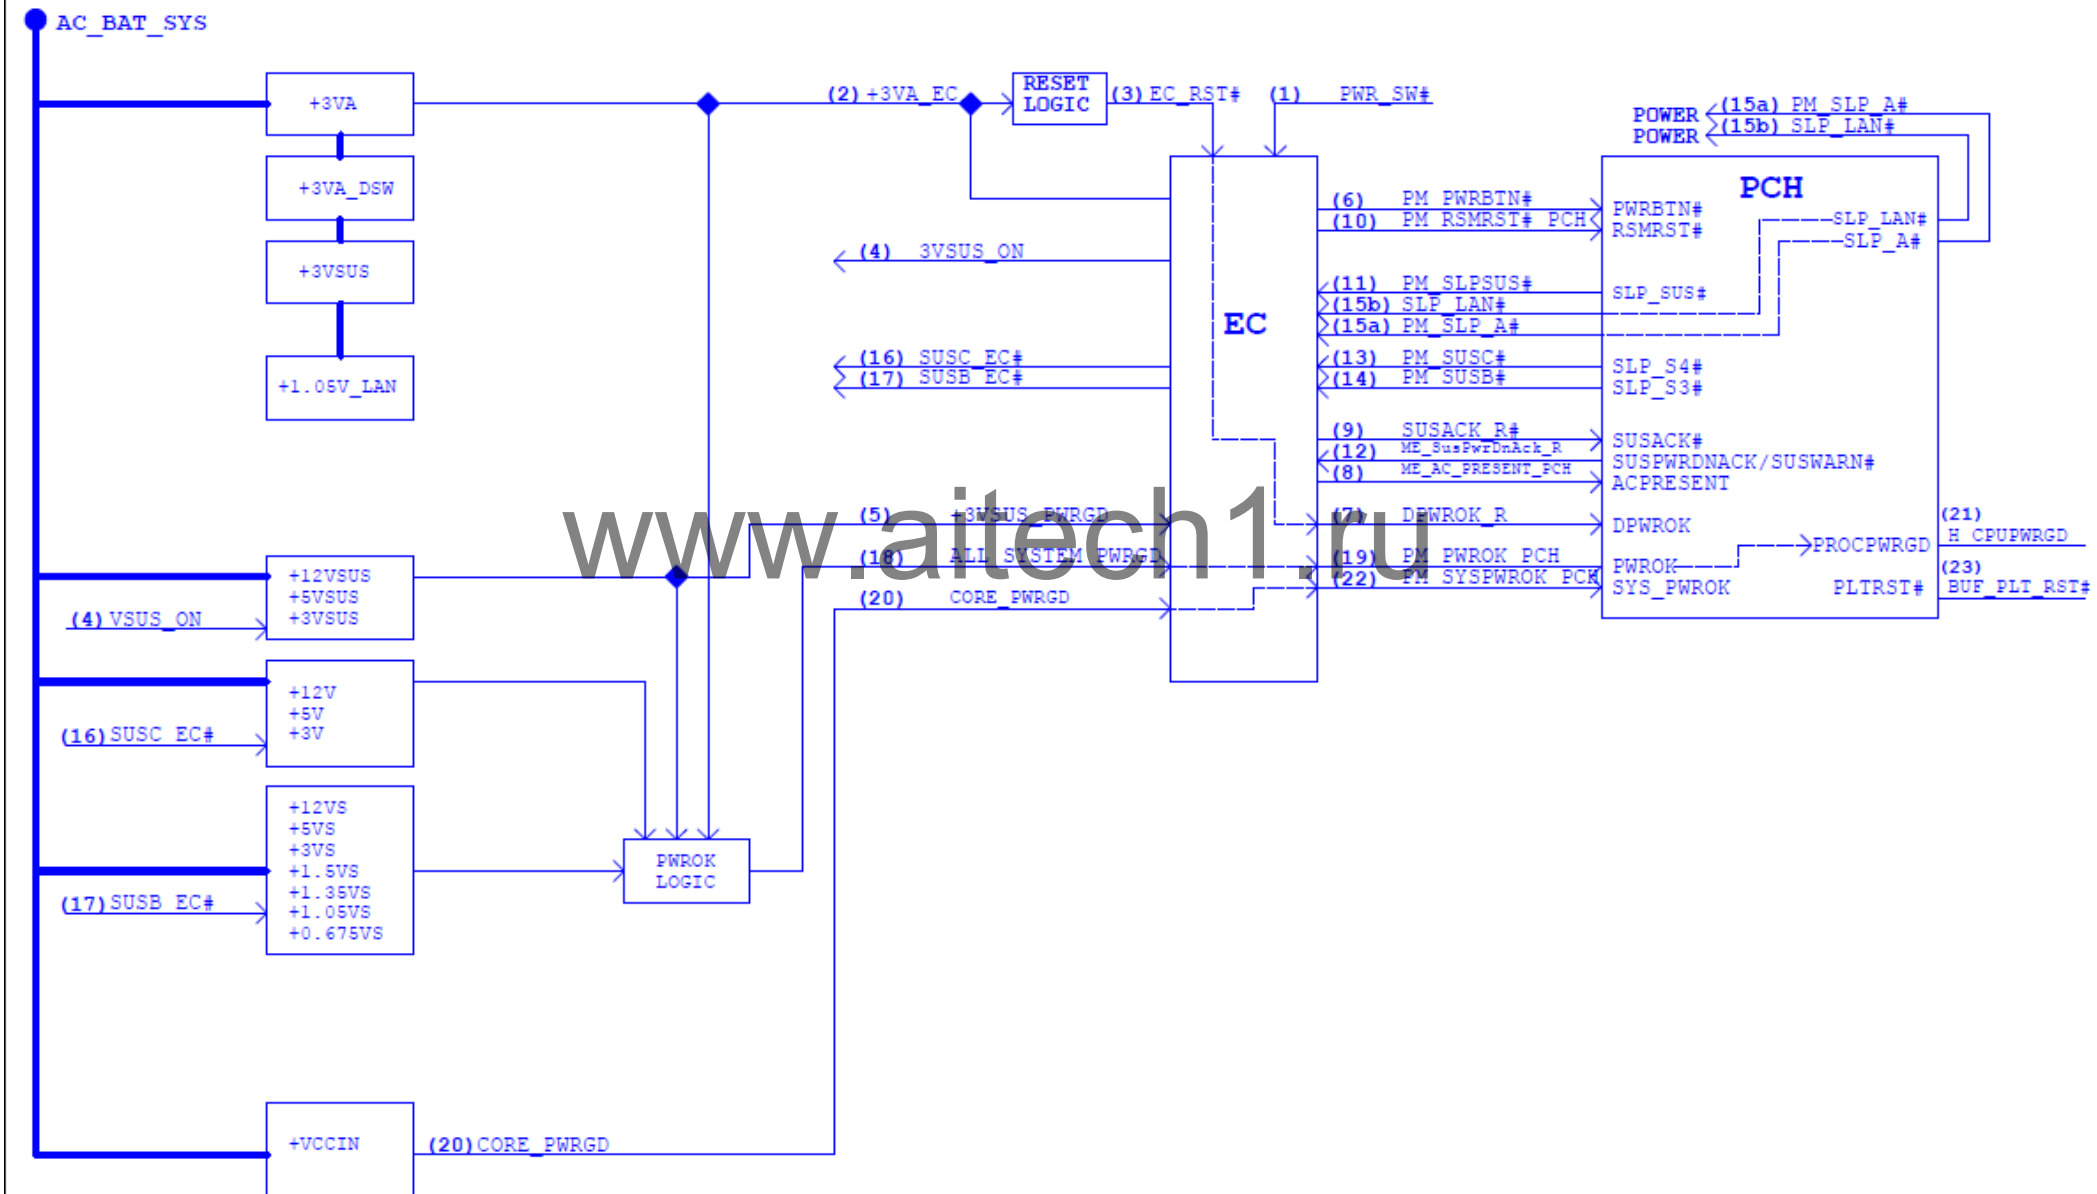 AC_BAT_SYS
+3VA
(2) +3VA_EC
RESET
LOGIC
(3) EC_RST#
(1) PWR_SW#
POWER (15a) PM_SLP_A#
POWER (15b) SLP_LAN#
+3VA_DSW
+3VSUS
+1.05V_LAN
(4) 3VSUS_ON
(16) SUSC_EC#
(17) SUSB_EC#
(5) +3VSUS_PWRGD
(18) ALL_SYSTEM_PWRGD
(20) CORE_PWRGD
EC
(6) PM_PWRBTN#
(10) PM_RSMRST#_PCH
(11) PM_SLPSUS#
(15b) SLP_LAN#
(15a) PM_SLP_A#
(13) PM_SUSC#
(14) PM_SUSB#
(9) SUSACK_R#
(12) ME_SusPwrDnAck_R
(8) ME_AC_PRESENT_PCH
(7) DPWROK_R
(19) PM_PWROK_PCH
(22) PM_SYSPWROK_PCH
PCH
PWRBTN#
RSMRST#
SLP_LAN#
SLP_A#
SLP_SUS#
SLP_S4#
SLP_S3#
SUSACK#
SUSPWRDNACK/SUSWARN#
ACPRESENT
DPWROK
PROCPWRGD
PWROK
SYS_PWROK
PLTRST#
(21)
H_CPUPWRGD
(23)
BUF_PLT_RST#
www.aitech1.ru
+12VSUS
+5VSUS
+3VSUS
(4) VSUS_ON
+12V
+5V
+3V
(16) SUSC_EC#
+12VS
+5VS
+3VS
+1.5VS
+1.35VS
+1.05VS
+0.675VS
(17) SUSB_EC#
PWROK
LOGIC
+VCCIN
(20) CORE_PWRGD